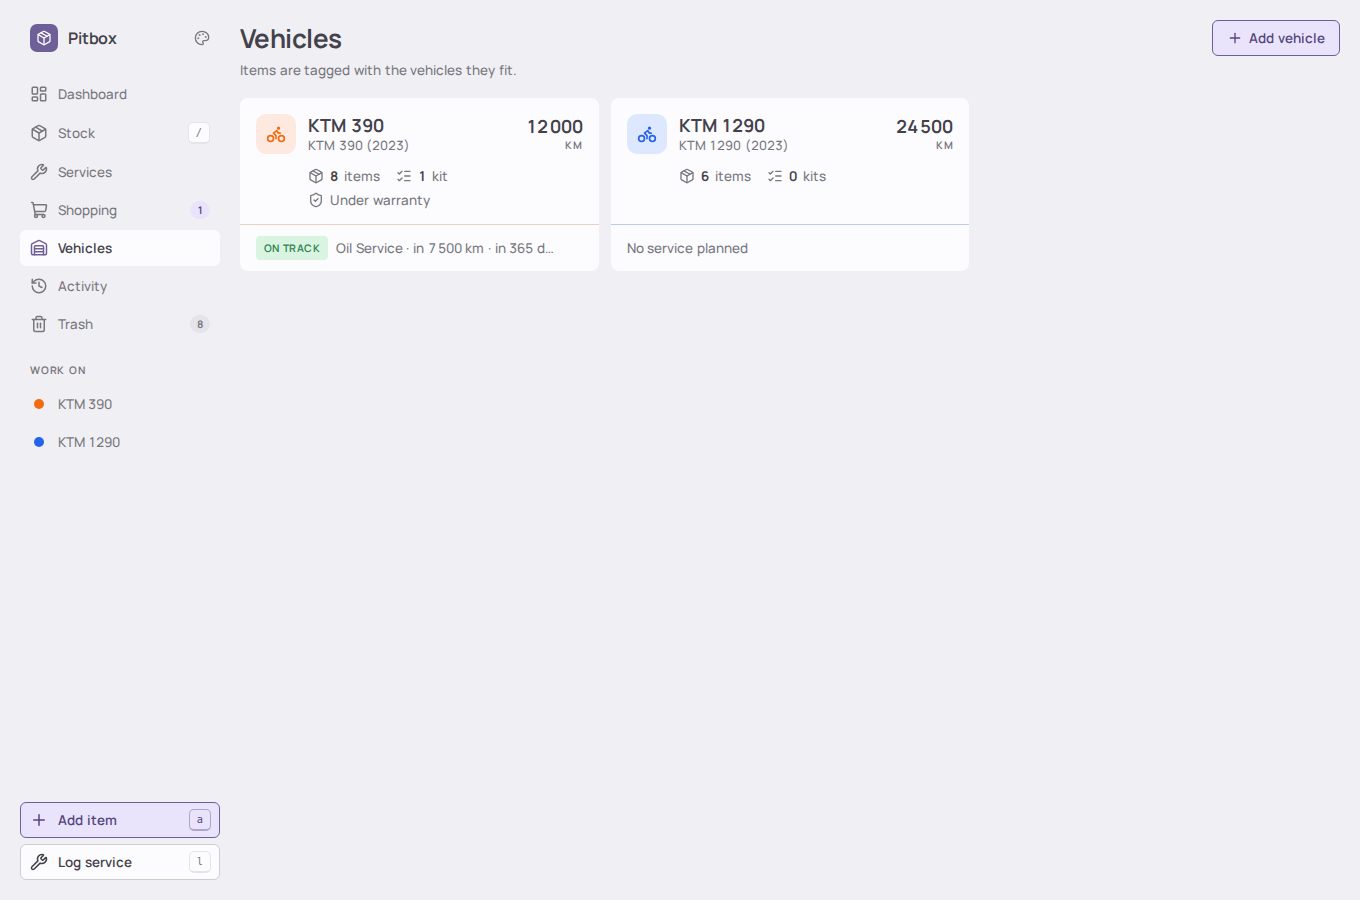 Pitbox
Dashboard
Stock /
Services
Shopping 1
Vehicles
Activity
Trash 8
WORK ON
KTM 390
KTM 1290
Add item a
Log service l
Vehicles
Items are tagged with the vehicles they fit.
Add vehicle
KTM 390
KTM 390 (2023)
12 000
KM
8 items 1 kit
Under warranty
ON TRACK Oil Service · in 7 500 km · in 365 d...
KTM 1290
KTM 1290 (2023)
24 500
KM
6 items 0 kits
No service planned